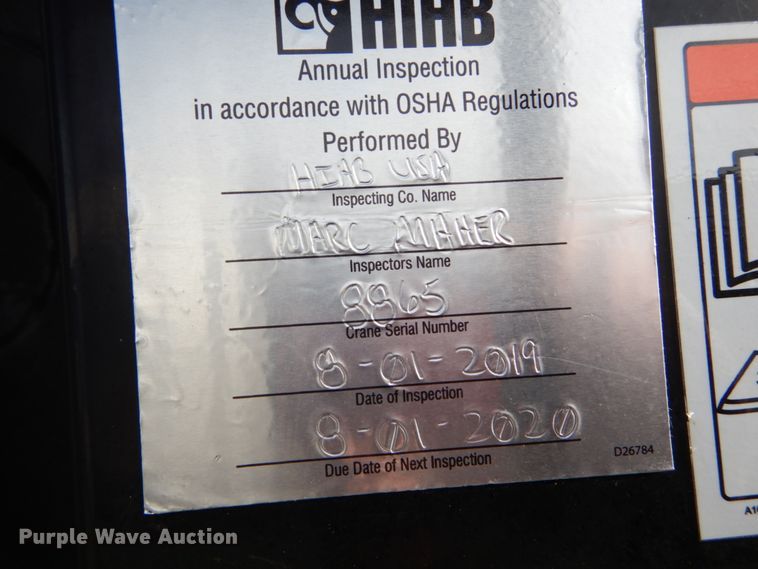 HIAB
Annual Inspection
in accordance with OSHA Regulations
Performed By
HIAB USA
Inspecting Co. Name
MARC MAHER
Inspectors Name
8865
Crane Serial Number
8-01-2019
Date of Inspection
8-01-2020
Due Date of Next Inspection
D26784
Purple Wave Auction